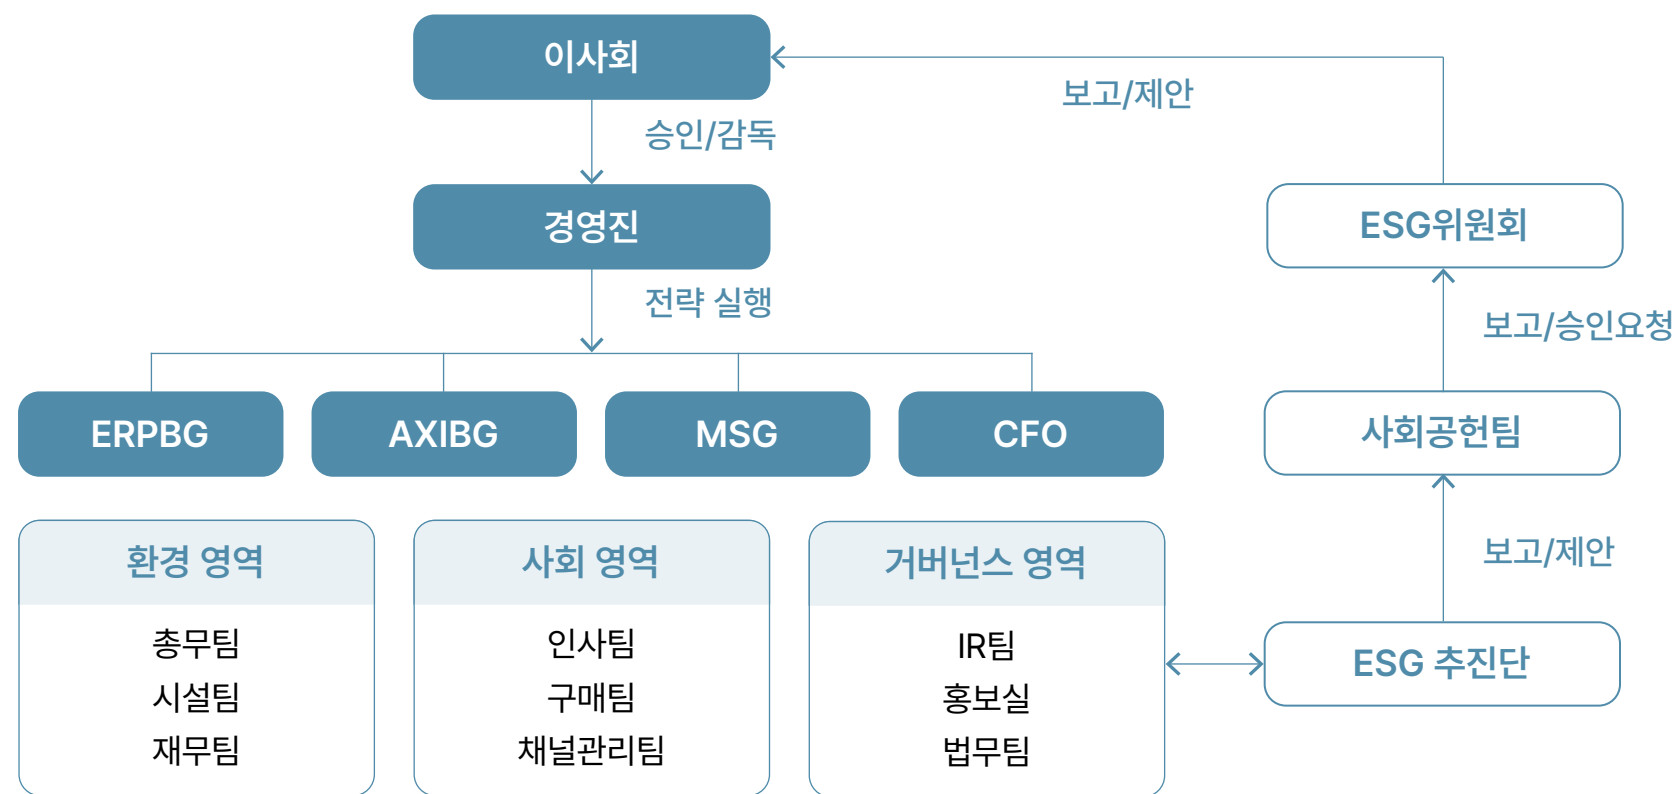 이사회
보고/제안
승인/감독
경영진
ESG위원회
전략 실행
보고/승인요청
ERPBG
AXIBG
MSG
CFO
사회공헌팀
환경 영역
총무팀
시설팀
재무팀
사회 영역
인사팀
구매팀
채널관리팀
거버넌스 영역
IR팀
홍보실
법무팀
보고/제안
ESG 추진단